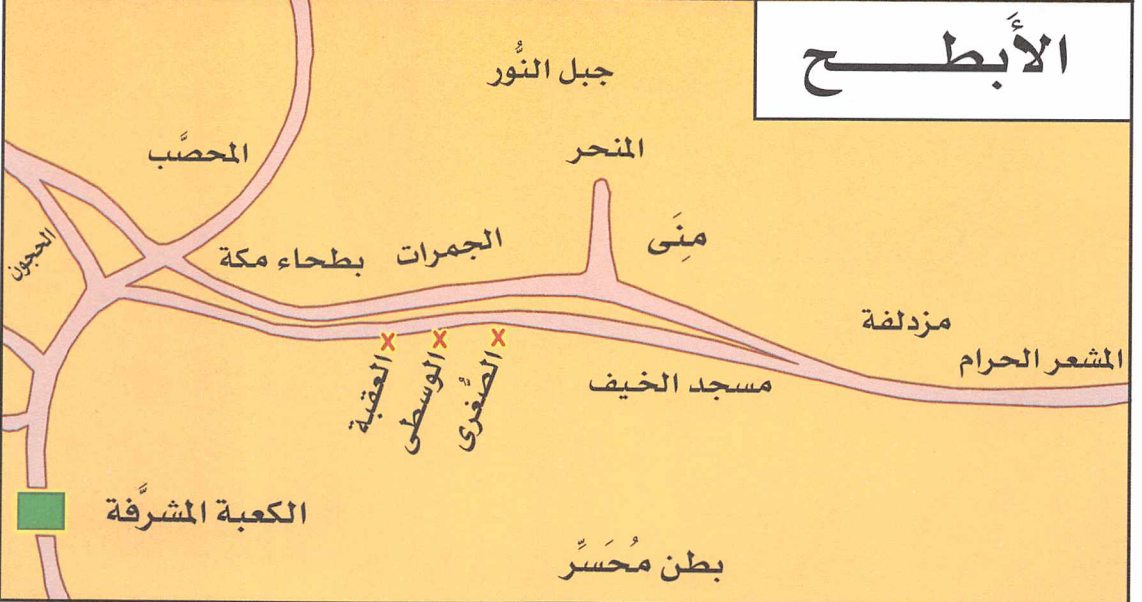 الأَبطـــــح
جبل النُّور
المنحر
المحصَّب
مِنَى
الجمرات
بطحاء مكة
الحجون
مزدلفة
المشعر الحرام
مسجد الخيف
الصُّغرى
الوسطى
العقبة
الكعبة المشرَّفة
بطن مُحَسِّر